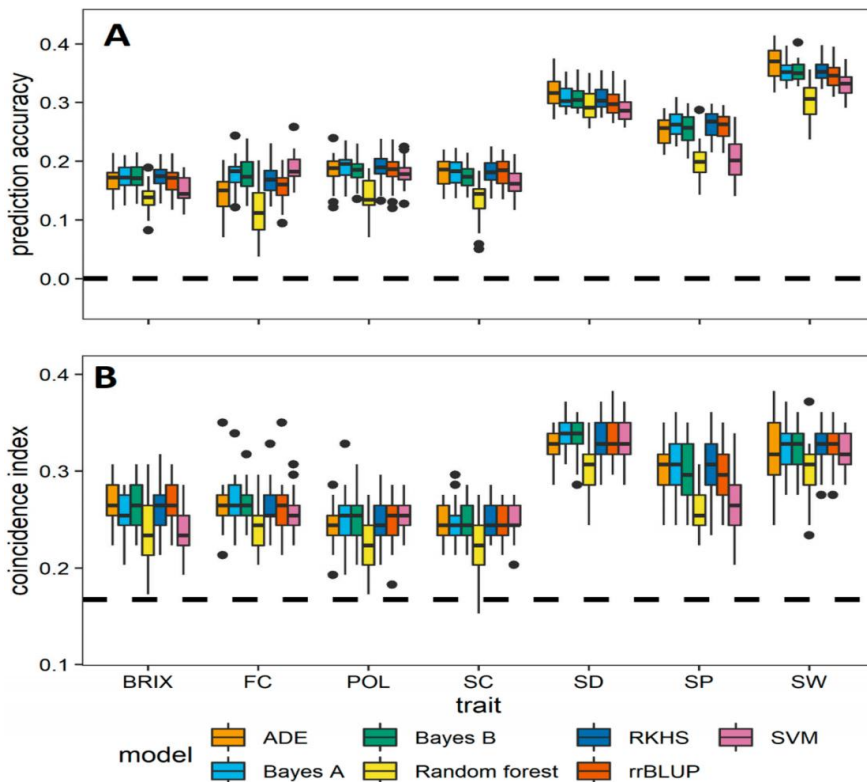 A
prediction accuracy
0.4
0.3
0.2
0.1
0.0
B
coincidence index
0.4
0.3
0.2
0.1
BRIX FC POL SC SD SP SW
trait
model
ADE Bayes B RKHS SVM
Bayes A Random forest rrBLUP